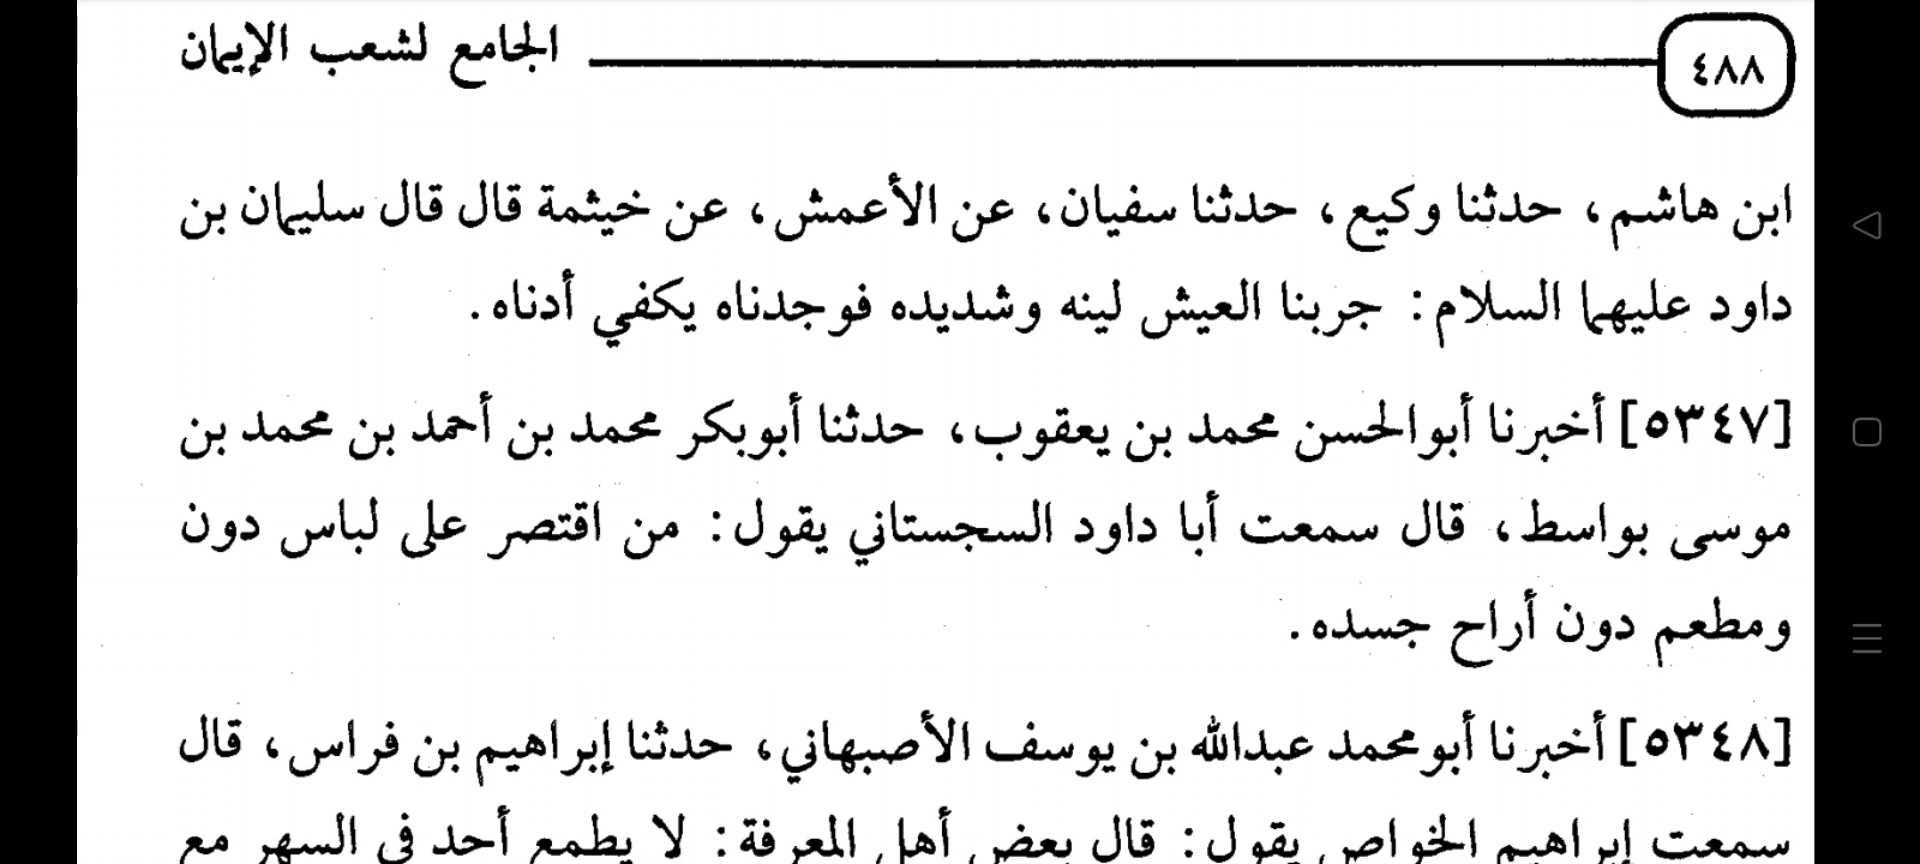 ٤٨٨ الجامع لشعب الإيمان
ابن هاشم، حدثنا وكيع، حدثنا سفيان، عن الأعمش، عن خيثمة قال قال سليمان بن
داود عليهما السلام: جربنا العيش لينه وشديده فوجدناه يكفي أدناه.
[٥٣٤٧] أخبرنا أبوالحسن محمد بن يعقوب، حدثنا أبوبكر محمد بن أحمد بن محمد بن
موسى بواسط، قال سمعت أبا داود السجستاني يقول: من اقتصر على لباس دون
ومطعم دون أراح جسده.
[٥٣٤٨] أخبرنا أبومحمد عبدالله بن يوسف الأصبهاني، حدثنا إبراهيم بن فراس، قال
سمعت إبراهيم الخواص يقول: قال بعض أهل المعرفة: لا يطمع أحد في السهر مع